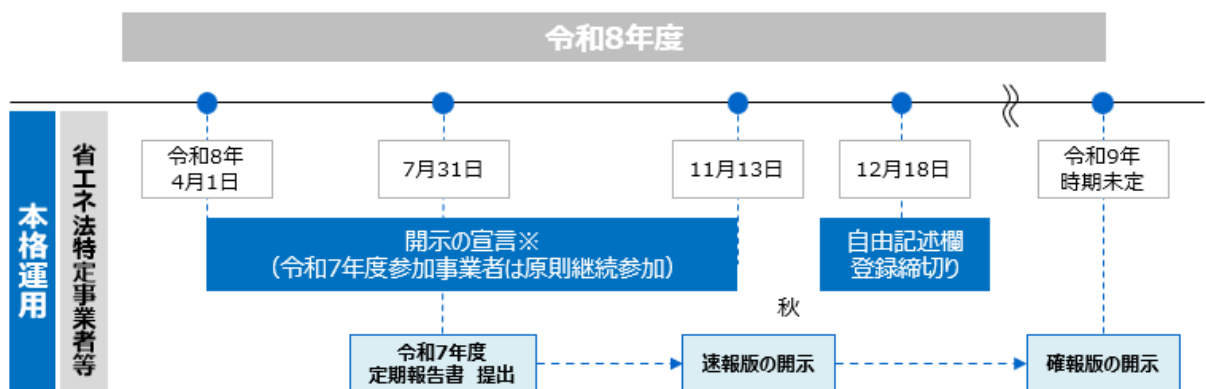 令和8年度
本格運用
省エネ法特定事業者等
令和8年
4月1日
7月31日
11月13日
12月18日
令和9年
時期未定
開示の宣言※
（令和7年度参加事業者は原則継続参加）
自由記述欄
登録締切り
秋
令和7年度
定期報告書 提出
速報版の開示
確報版の開示